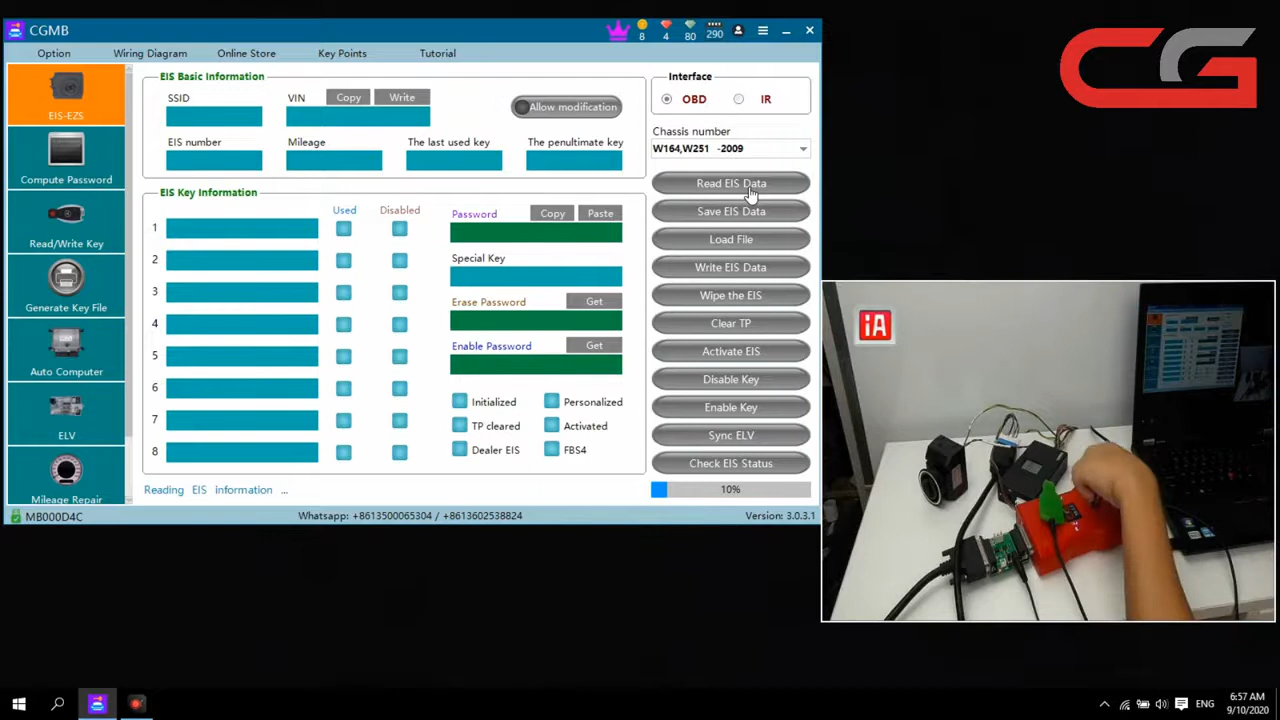 CGMB
8 4 80 290
Option Wiring Diagram Online Store Key Points Tutorial
EIS-EZS
Compute Password
Read/Write Key
Generate Key File
Auto Computer
ELV
Mileage Repair
EIS Basic Information
SSID VIN Copy Write Allow modification
EIS number Mileage The last used key The penultimate key
EIS Key Information
Used Disabled
1
2
3
4
5
6
7
8
Password Copy Paste
Special Key
Erase Password Get
Enable Password Get
Initialized Personalized
TP cleared Activated
Dealer EIS FBS4
Interface
OBD IR
Chassis number
W164,W251 -2009
Read EIS Data
Save EIS Data
Load File
Write EIS Data
Wipe the EIS
Clear TP
Activate EIS
Disable Key
Enable Key
Sync ELV
Check EIS Status
Reading EIS information ...
10%
MB000D4C Whatsapp: +8613500065304 / +8613602538824 Version: 3.0.3.1
CG
iA
ENG
6:57 AM
9/10/2020